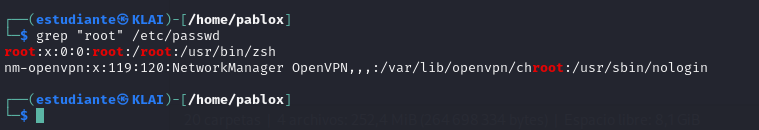 ┌──(estudiante㉿KLAI)-[/home/pablox]
└─$ grep "root" /etc/passwd
root:x:0:0:root:/root:/usr/bin/zsh
nm-openvpn:x:119:120:NetworkManager OpenVPN,,,:/var/lib/openvpn/chroot:/usr/sbin/nologin
┌──(estudiante㉿KLAI)-[/home/pablox]
└─$